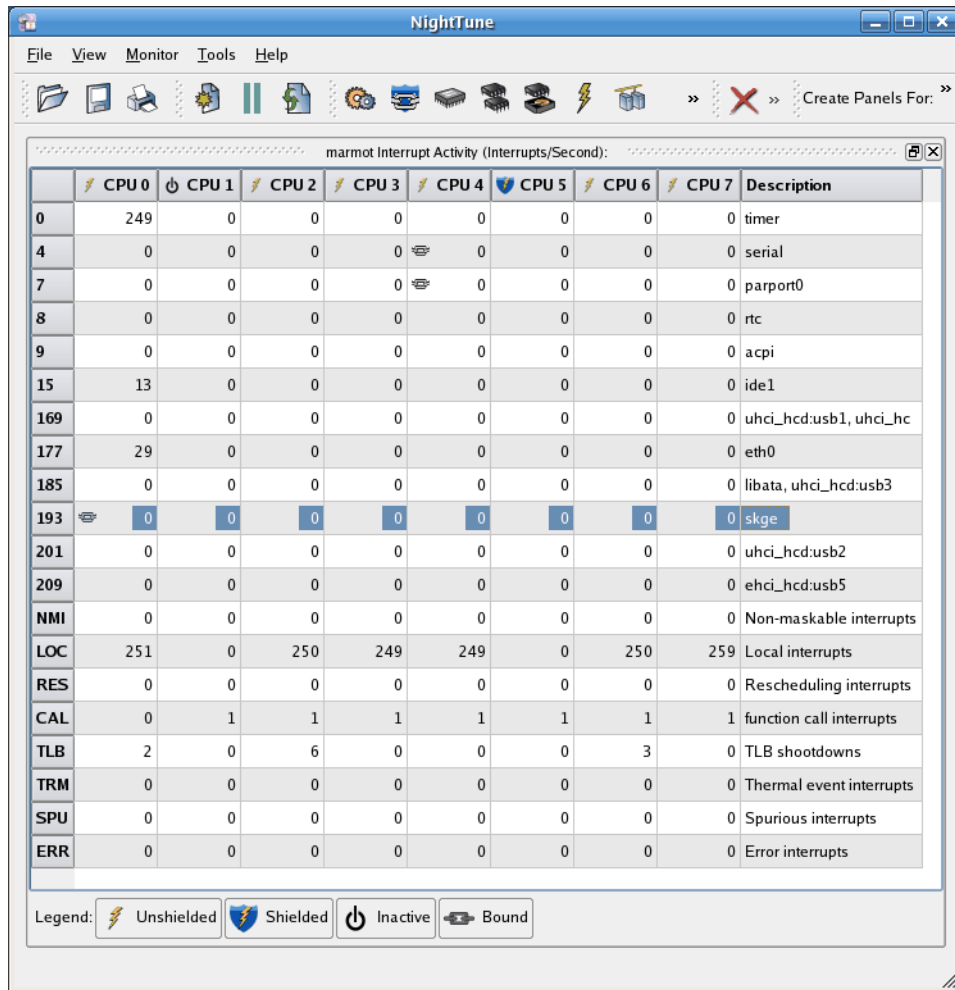 NightTune
File View Monitor Tools Help
» » Create Panels For: »
marmot Interrupt Activity (Interrupts/Second):
CPU 0 CPU 1 CPU 2 CPU 3 CPU 4 CPU 5 CPU 6 CPU 7 Description
0 249 0 0 0 0 0 0 0 timer
4 0 0 0 0 0 0 0 0 serial
7 0 0 0 0 0 0 0 0 parport0
8 0 0 0 0 0 0 0 0 rtc
9 0 0 0 0 0 0 0 0 acpi
15 13 0 0 0 0 0 0 0 ide1
169 0 0 0 0 0 0 0 0 uhci_hcd:usb1, uhci_hc
177 29 0 0 0 0 0 0 0 eth0
185 0 0 0 0 0 0 0 0 libata, uhci_hcd:usb3
193 0 0 0 0 0 0 0 0 skge
201 0 0 0 0 0 0 0 0 uhci_hcd:usb2
209 0 0 0 0 0 0 0 0 ehci_hcd:usb5
NMI 0 0 0 0 0 0 0 0 Non-maskable interrupts
LOC 251 0 250 249 249 0 250 259 Local interrupts
RES 0 0 0 0 0 0 0 0 Rescheduling interrupts
CAL 0 1 1 1 1 1 1 1 function call interrupts
TLB 2 0 6 0 0 0 3 0 TLB shootdowns
TRM 0 0 0 0 0 0 0 0 Thermal event interrupts
SPU 0 0 0 0 0 0 0 0 Spurious interrupts
ERR 0 0 0 0 0 0 0 0 Error interrupts
Legend: Unshielded Shielded Inactive Bound